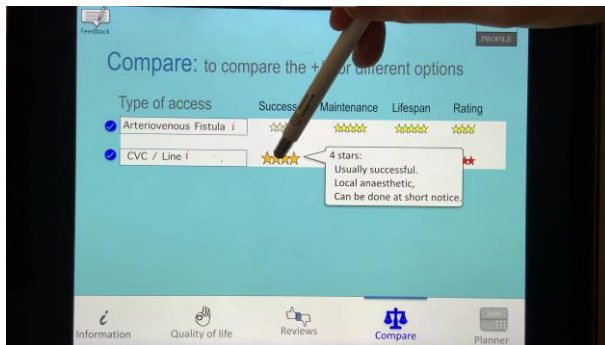 Feedback
PROFILE
Compare: to compare the +/- for different options
Type of access
Success
Maintenance
Lifespan
Rating
Arteriovenous Fistula i
CVC / Line i
4 stars:
Usually successful.
Local anaesthetic,
Can be done at short notice.
i
Information
Quality of life
Reviews
Compare
Planner